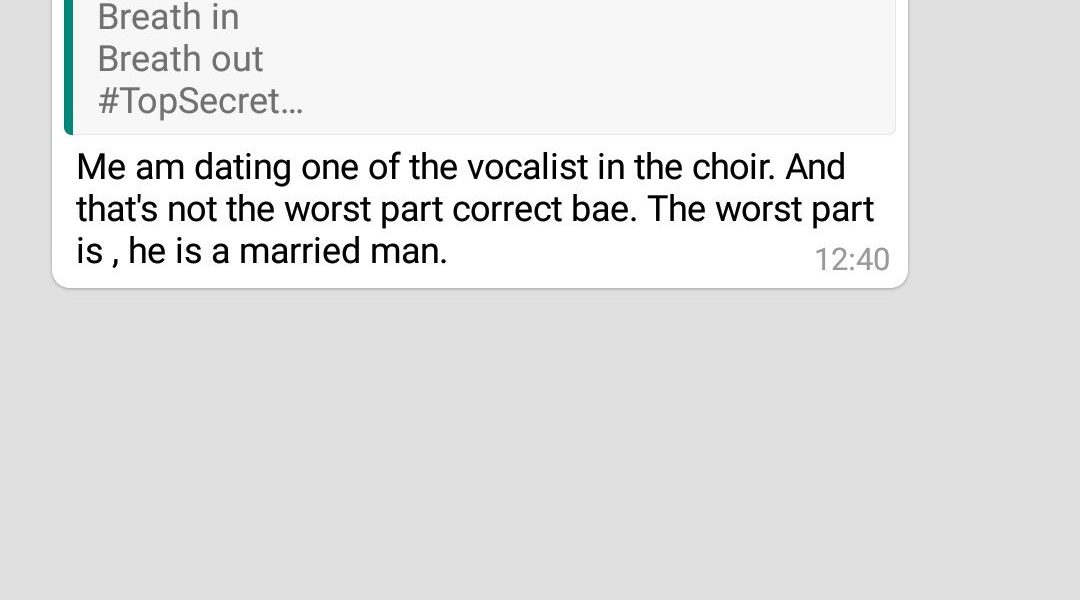 Breath in
Breath out
#TopSecret...
Me am dating one of the vocalist in the choir. And
that's not the worst part correct bae. The worst part
is , he is a married man.
12:40